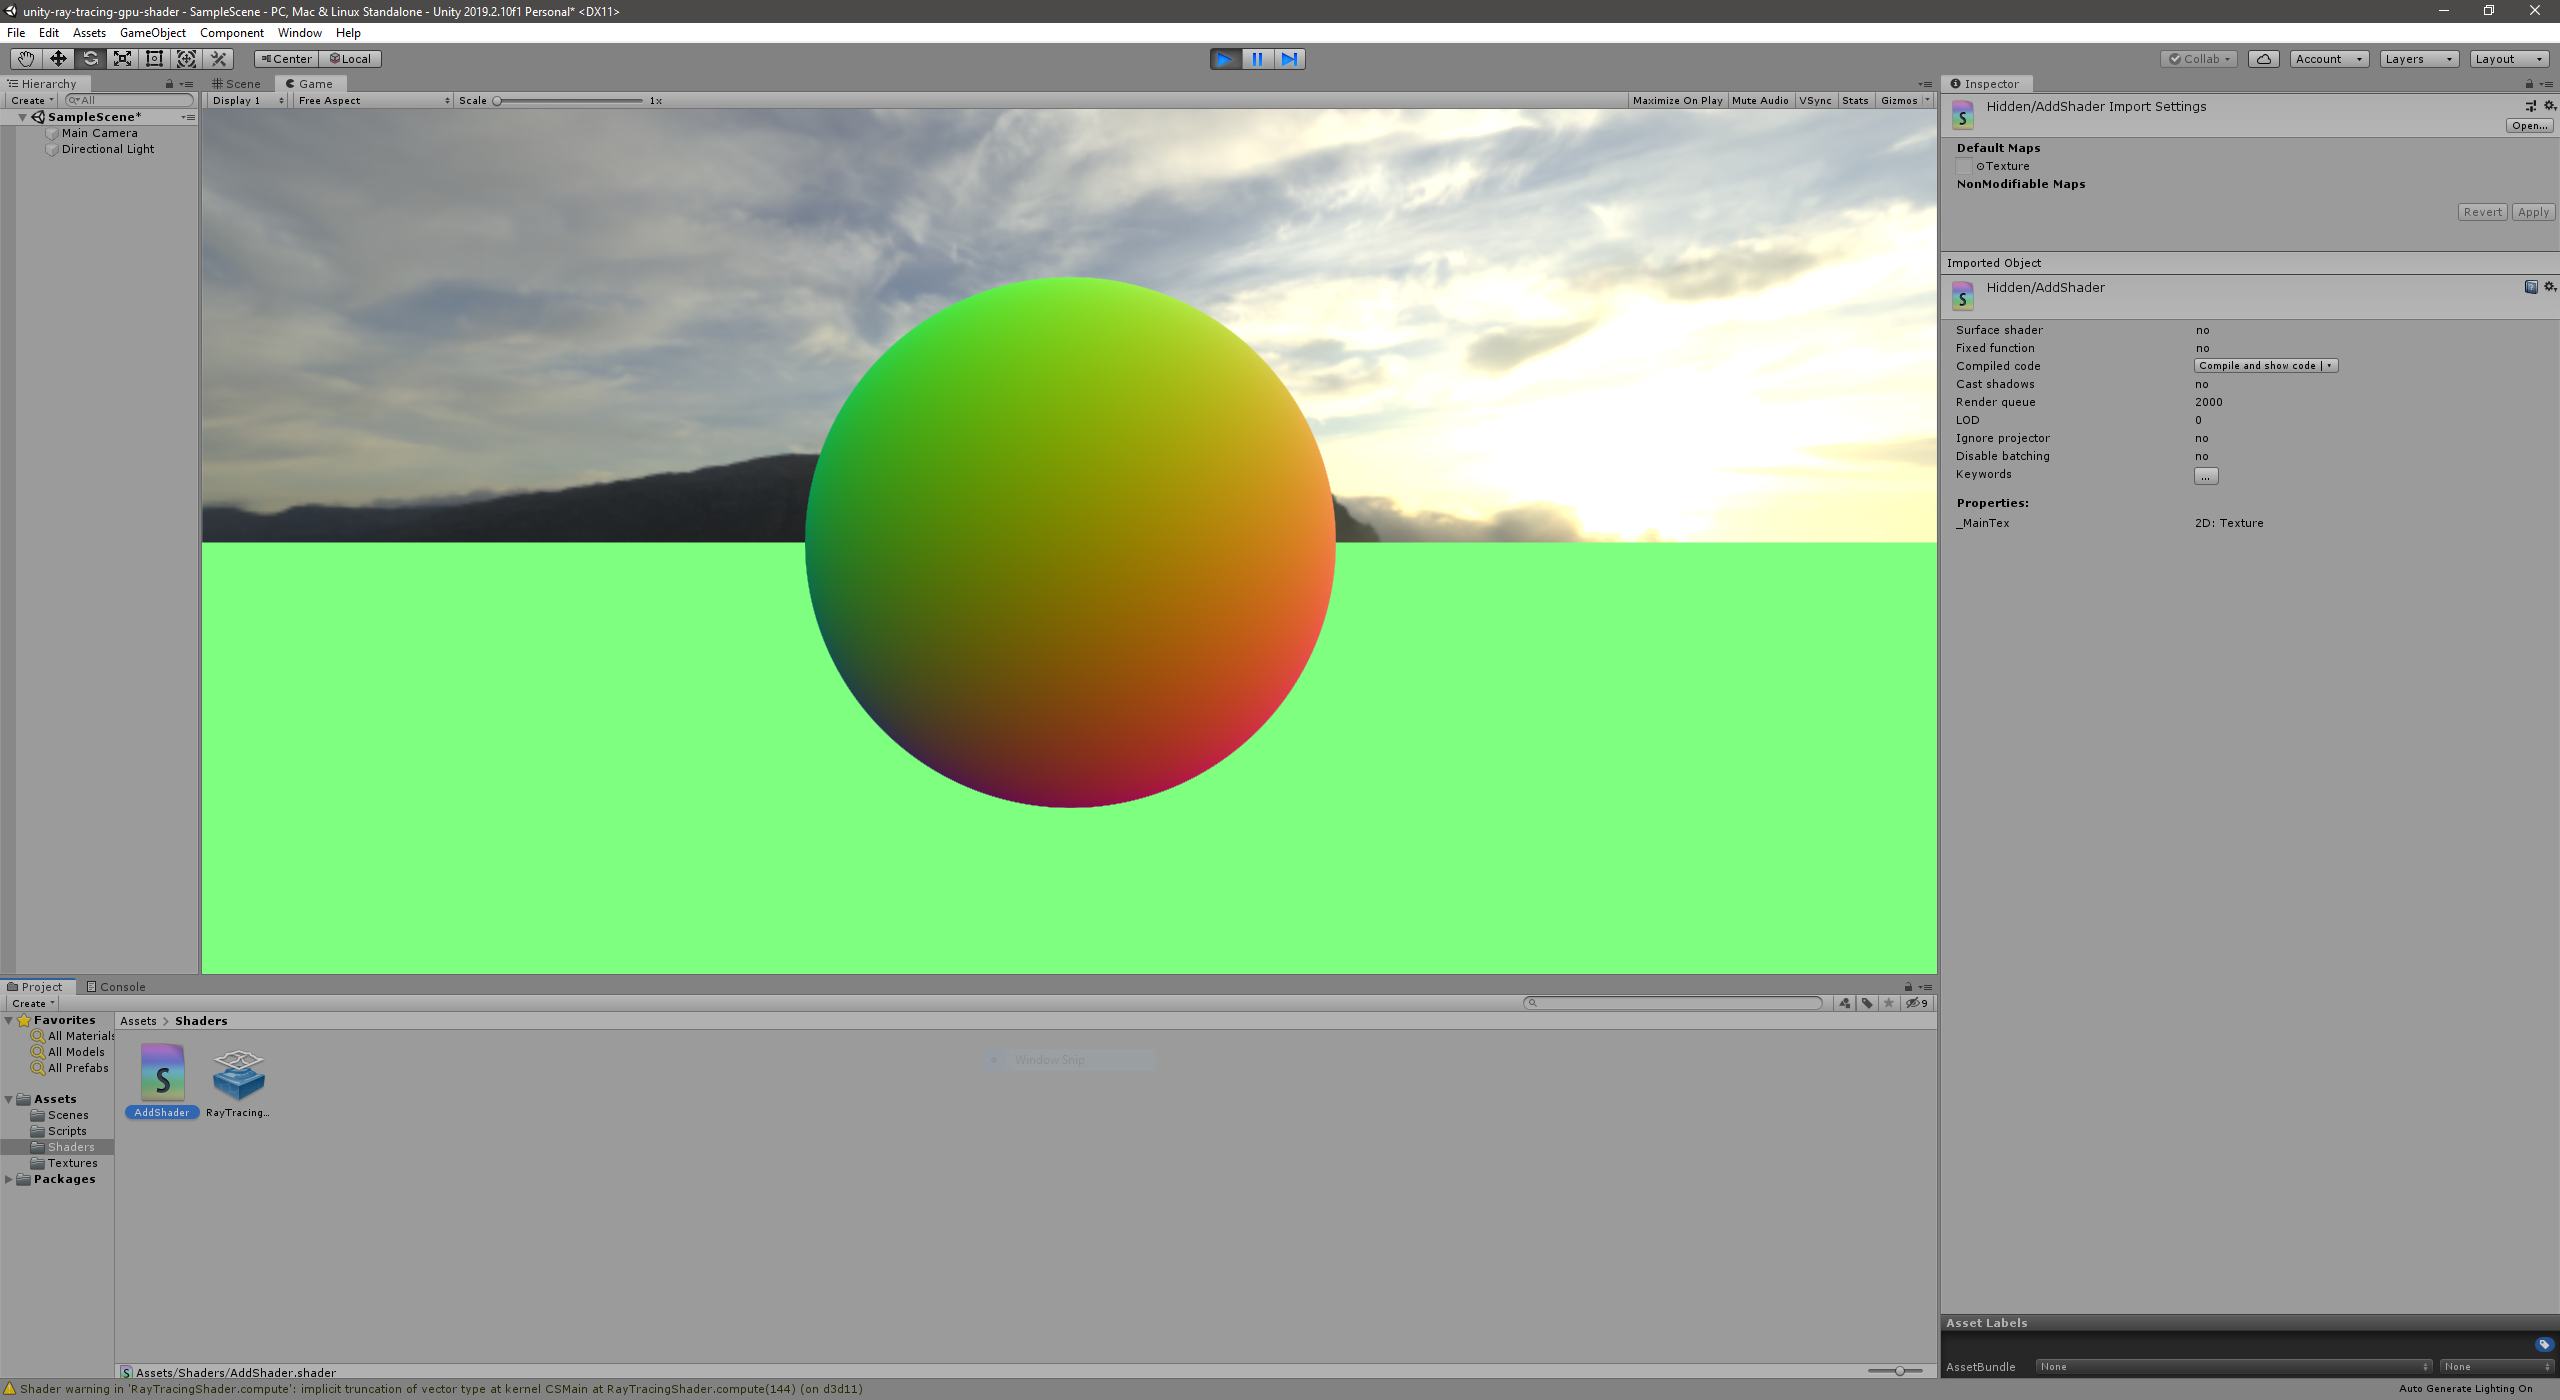 unity-ray-tracing-gpu-shader - SampleScene - PC, Mac & Linux Standalone - Unity 2019.2.10f1 Personal* <DX11>
File Edit Assets GameObject Component Window Help
Center Local Collab Account Layers Layout
Hierarchy
Create All
SampleScene*
Main Camera
Directional Light
Scene Game
Display 1 Free Aspect Scale 1x Maximize On Play Mute Audio VSync Stats Gizmos
Inspector
Hidden/AddShader Import Settings
Open...
Default Maps
Texture
NonModifiable Maps
Revert Apply
Imported Object
Hidden/AddShader
Surface shader no
Fixed function no
Compiled code Compile and show code
Cast shadows no
Render queue 2000
LOD 0
Ignore projector no
Disable batching no
Keywords ...
Properties:
_MainTex 2D: Texture
Project Console
Create
9
Favorites
All Materials
All Models
All Prefabs
Assets
Scenes
Scripts
Shaders
Textures
Packages
Assets > Shaders
S
AddShader RayTracing...
Window Snip
Assets/Shaders/AddShader.shader
Asset Labels
AssetBundle None None
Shader warning in 'RayTracingShader.compute': implicit truncation of vector type at kernel CSMain at RayTracingShader.compute(144) (on d3d11)
Auto Generate Lighting On